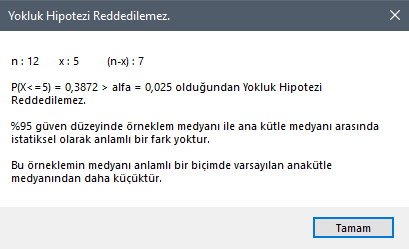 Yokluk Hipotezi Reddedilemez.
n : 12 x : 5 (n-x) : 7
P(X<=5) = 0,3872 > alfa = 0,025 olduğundan Yokluk Hipotezi
Reddedilemez.
%95 güven düzeyinde örneklem medyanı ile ana kütle medyanı arasında
istatiksel olarak anlamlı bir fark yoktur.
Bu örneklemin medyanı anlamlı bir biçimde varsayılan anakütle
medyanından daha küçüktür.
Tamam